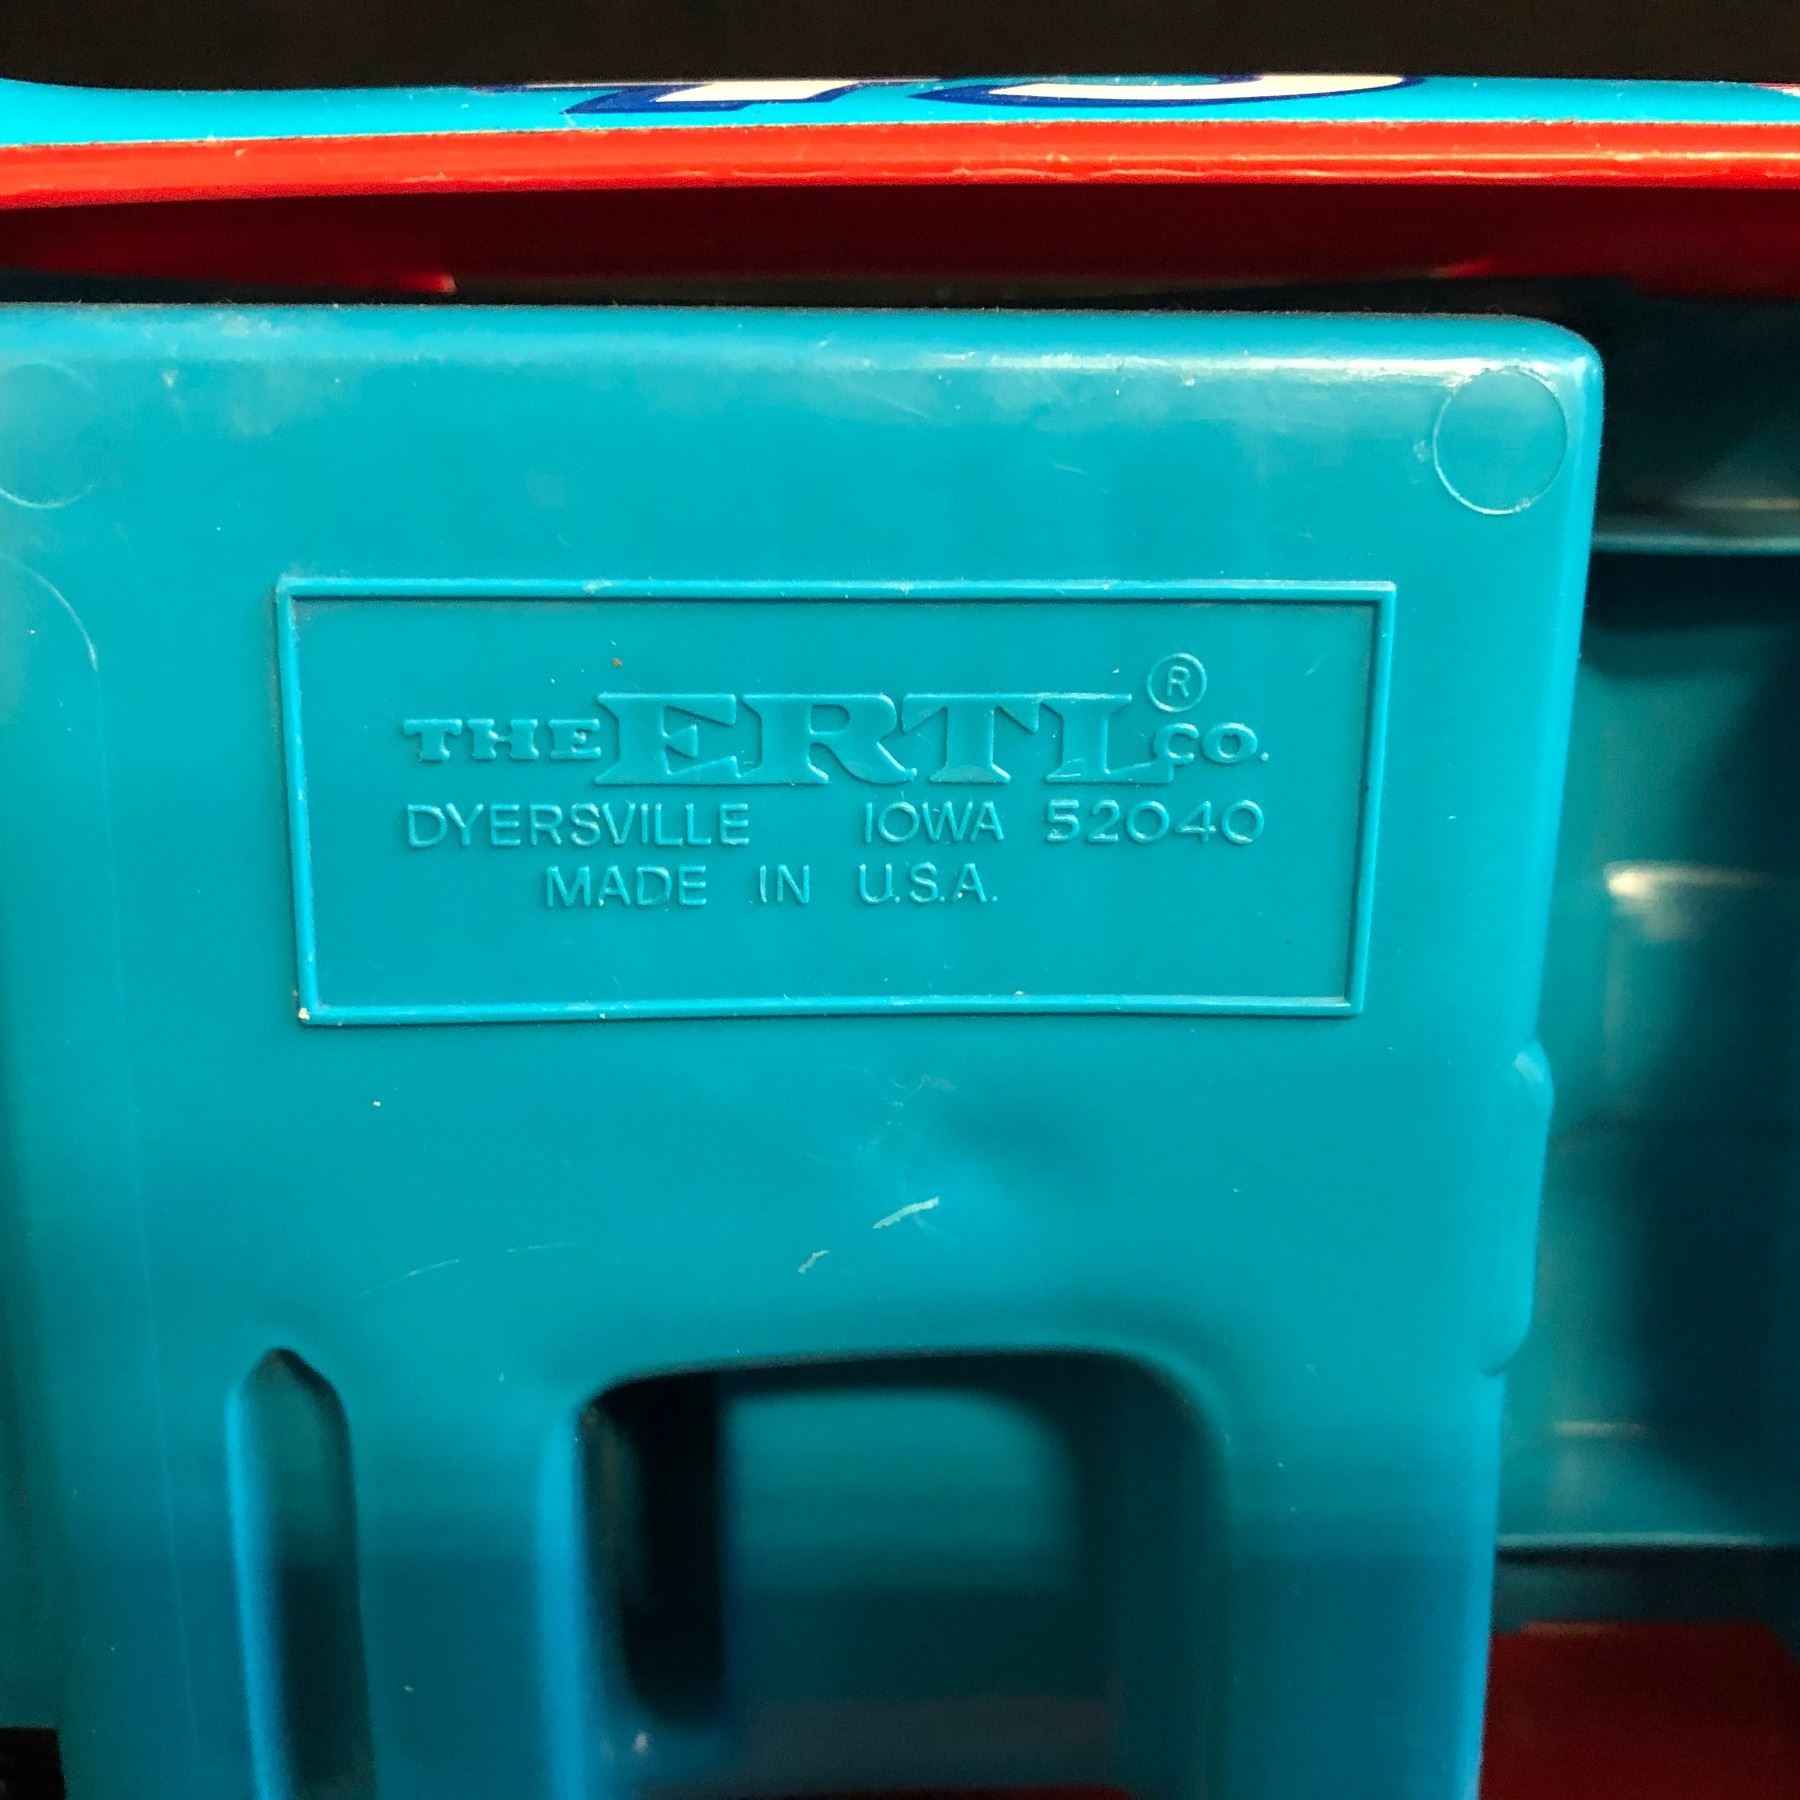 THE ERTL® CO.
DYERSVILLE IOWA 52040
MADE IN U.S.A.